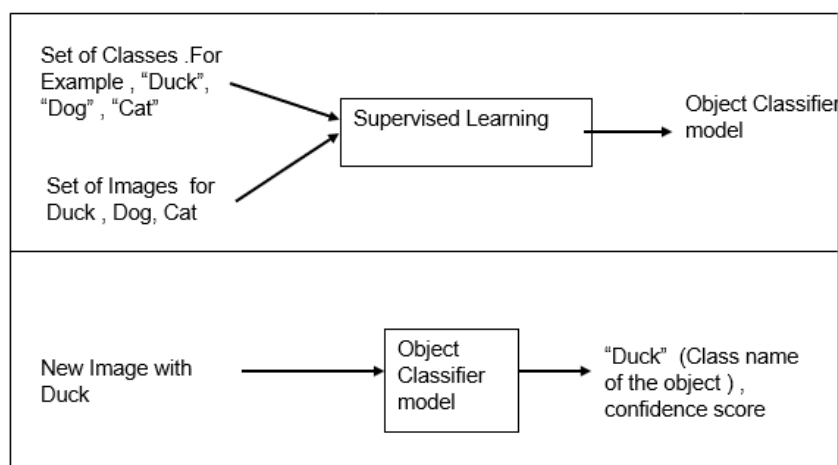 Set of Classes .For
Example , “Duck”,
“Dog” , “Cat”
Supervised Learning
Object Classifier
model
Set of Images  for
Duck , Dog, Cat
New Image with
Duck
Object
Classifier
model
“Duck”  (Class name
of the object ) ,
confidence score